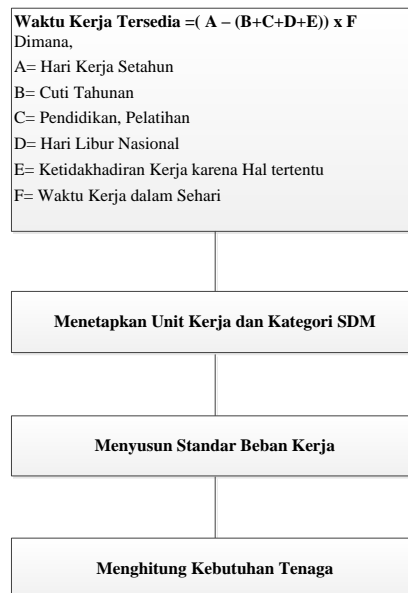 Waktu Kerja Tersedia =( A – (B+C+D+E)) x F
Dimana,
A= Hari Kerja Setahun
B= Cuti Tahunan
C= Pendidikan, Pelatihan
D= Hari Libur Nasional
E= Ketidakhadiran Kerja karena Hal tertentu
F= Waktu Kerja dalam Sehari
Menetapkan Unit Kerja dan Kategori SDM
Menyusun Standar Beban Kerja
Menghitung Kebutuhan Tenaga